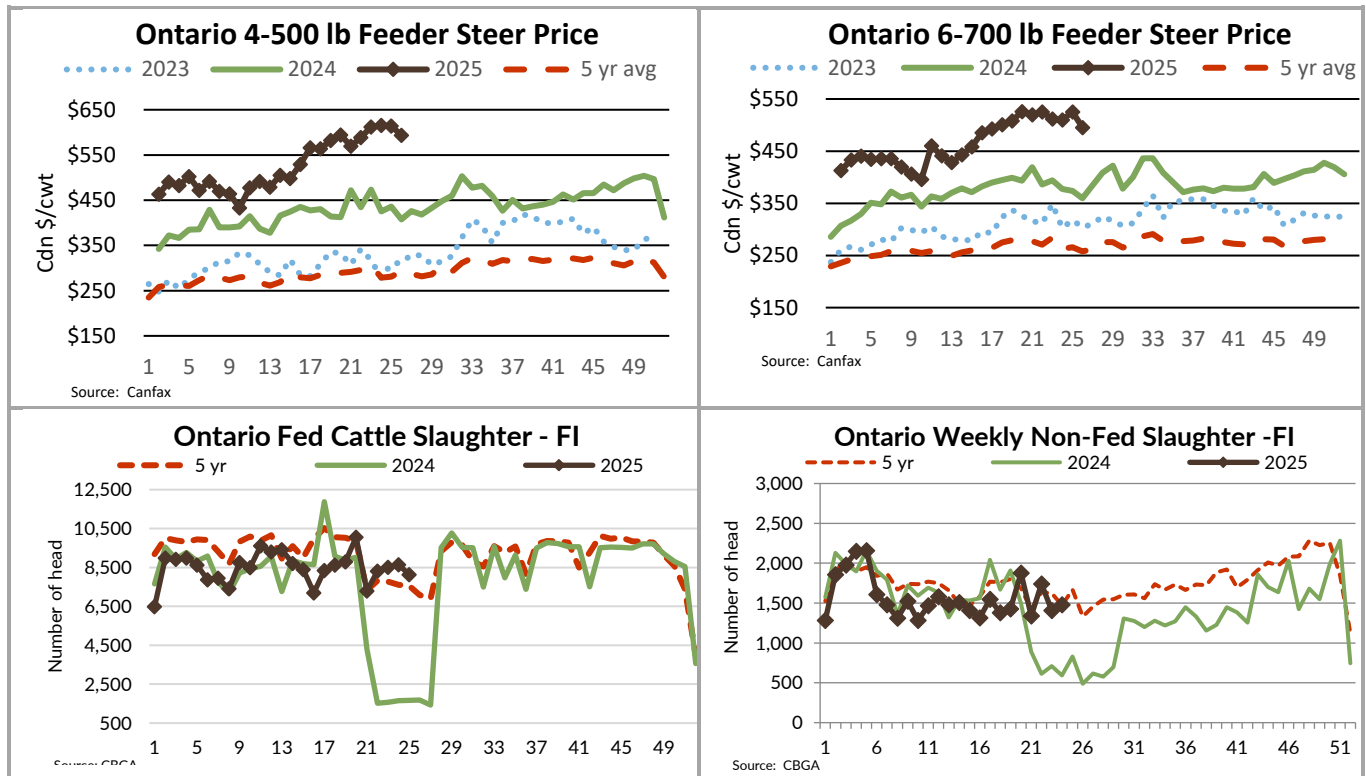 Ontario 4-500 lb Feeder Steer Price
2023 2024 2025 5 yr avg
Cdn $/cwt
$650
$550
$450
$350
$250
$150
1 5 9 13 17 21 25 29 33 37 41 45 49
Source: Canfax
Ontario 6-700 lb Feeder Steer Price
2023 2024 2025 5 yr avg
Cdn $/cwt
$550
$450
$350
$250
$150
1 5 9 13 17 21 25 29 33 37 41 45 49
Source: Canfax
Ontario Fed Cattle Slaughter - FI
5 yr 2024 2025
Number of head
12,500
10,500
8,500
6,500
4,500
2,500
500
1 5 9 13 17 21 25 29 33 37 41 45 49
Source: CBGA
Ontario Weekly Non-Fed Slaughter -FI
5 yr 2024 2025
Number of head
3,000
2,500
2,000
1,500
1,000
500
0
1 6 11 16 21 26 31 36 41 46 51
Source: CBGA